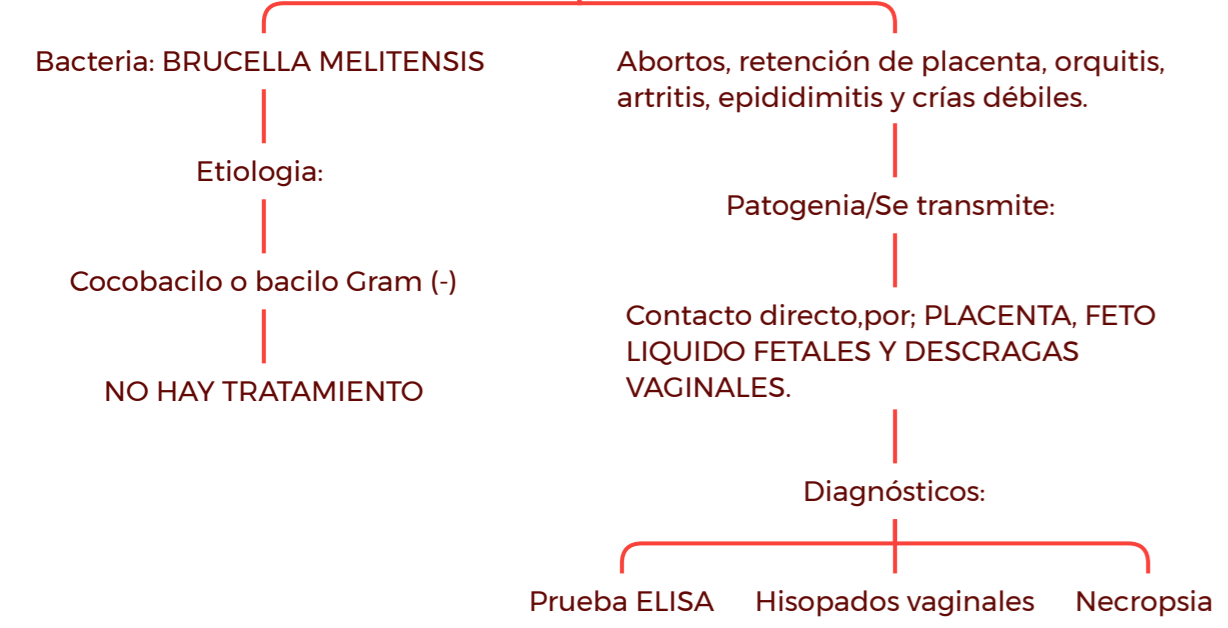 Bacteria: BRUCELLA MELITENSIS
Etiologia:
Cocobacilo o bacilo Gram (-)
NO HAY TRATAMIENTO
Abortos, retención de placenta, orquitis,
artritis, epididimitis y crías débiles.
Patogenia/Se transmite:
Contacto directo,por; PLACENTA, FETO
LIQUIDO FETALES Y DESCRAGAS
VAGINALES.
Diagnósticos:
Prueba ELISA
Hisopados vaginales
Necropsia